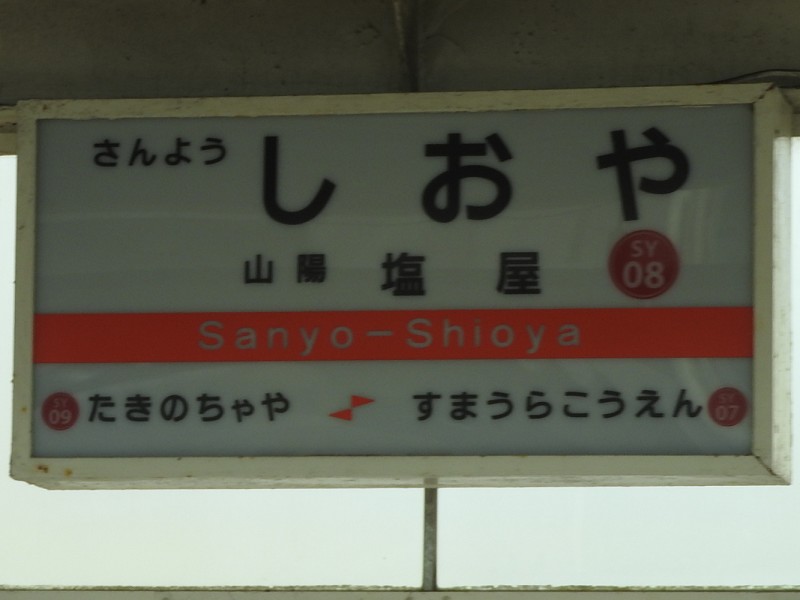 さんよう しおや
山陽 塩屋 SY 08
Sanyo－Shioya
SY 09 たきのちゃや すまうらこうえん SY 07